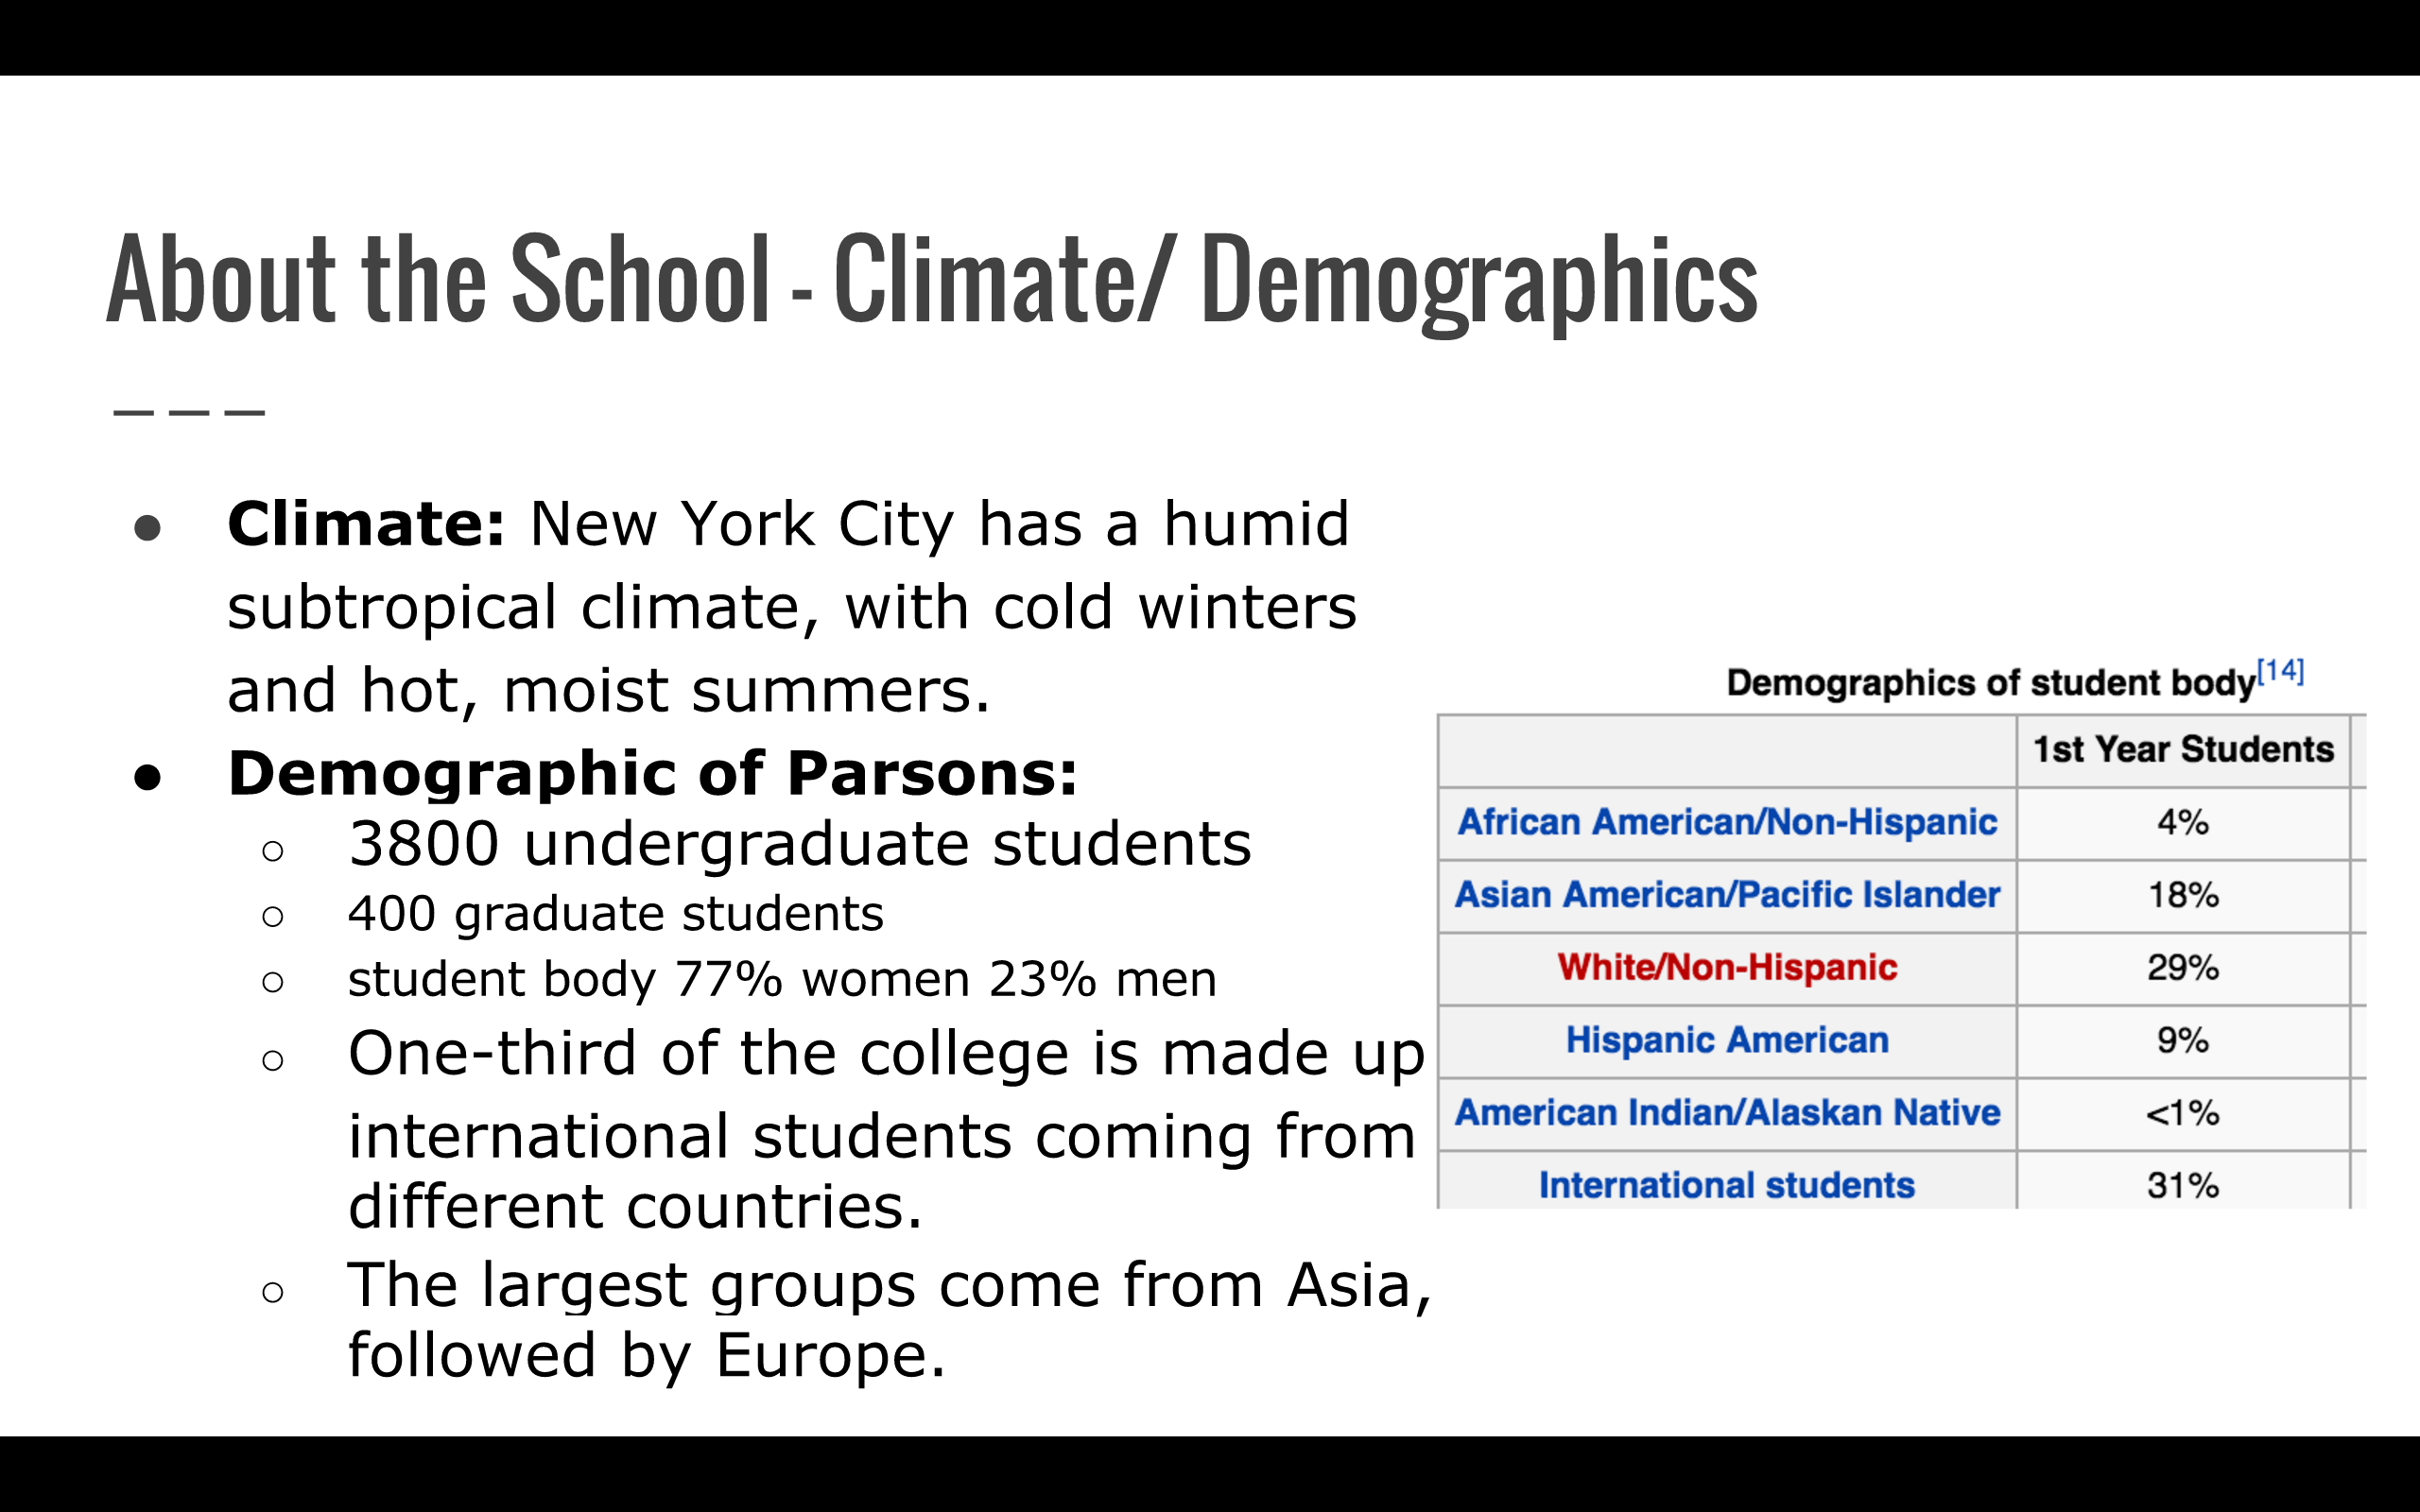 About the School - Climate/ Demographics
● Climate: New York City has a humid
subtropical climate, with cold winters
and hot, moist summers.
● Demographic of Parsons:
○ 3800 undergraduate students
○ 400 graduate students
○ student body 77% women 23% men
○ One-third of the college is made up
international students coming from
different countries.
○ The largest groups come from Asia,
followed by Europe.
Demographics of student body[14]
1st Year Students
African American/Non-Hispanic 4%
Asian American/Pacific Islander 18%
White/Non-Hispanic 29%
Hispanic American 9%
American Indian/Alaskan Native <1%
International students 31%